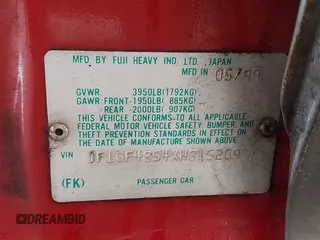 MFD. BY FUJI HEAVY IND. LTD., JAPAN
MFD IN 05/99
GVWR: 3950LB(1792KG)
GAWR FRONT-1950LB( 885KG)
REAR -2000LB( 907KG)
THIS VEHICLE CONFORMS TO ALL APPLICABLE
FEDERAL MOTOR VEHICLE SAFETY, BUMPER, AND
THEFT PREVENTION STANDARDS IN EFFECT ON
THE DATE OF MANUFACTURE SHOWN ABOVE.
VIN
(FK) PASSENGER CAR
DREAMBID